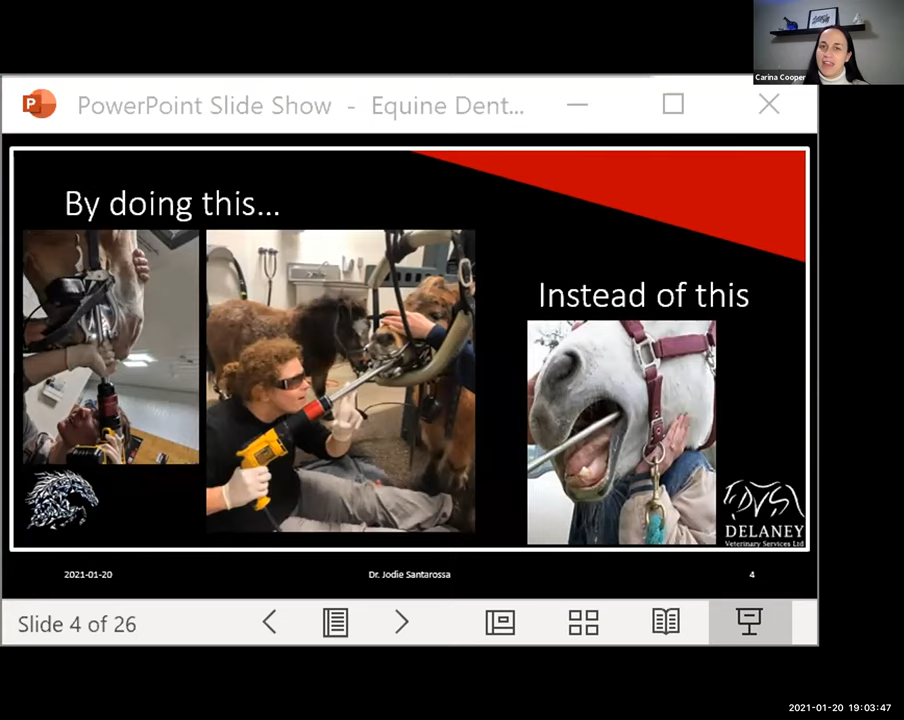 Carina Cooper
PowerPoint Slide Show - Equine Dent...
By doing this...
Instead of this
DVS
DELANEY
Veterinary Services Ltd
2021-01-20
Dr. Jodie Santarossa
4
Slide 4 of 26
2021-01-20 19:03:47